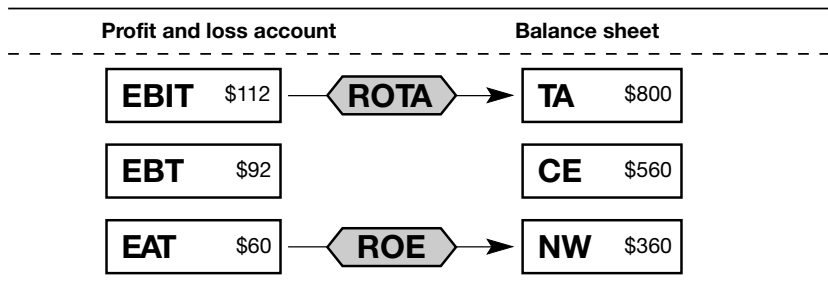 Profit and loss account Balance sheet
EBIT $112 ROTA TA $800
EBT $92 CE $560
EAT $60 ROE NW $360